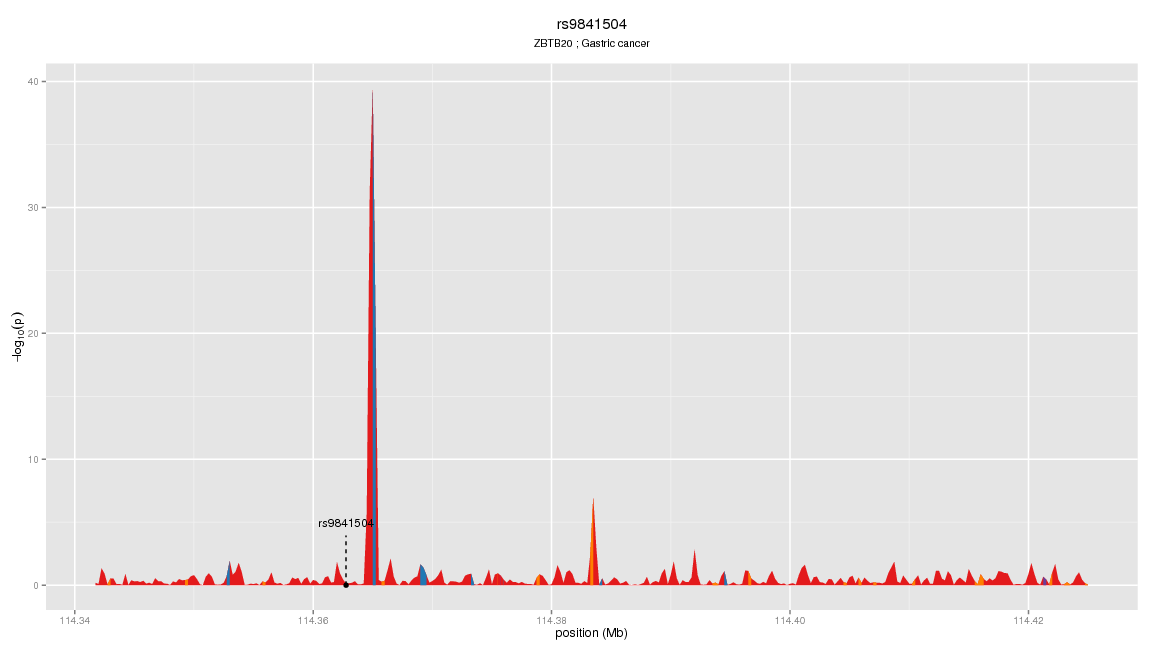 rs9841504
ZBTB20 ; Gastric cancer
40
30
20
10
0
−log10(p)
rs9841504
114.34 114.36 114.38 114.40 114.42
position (Mb)